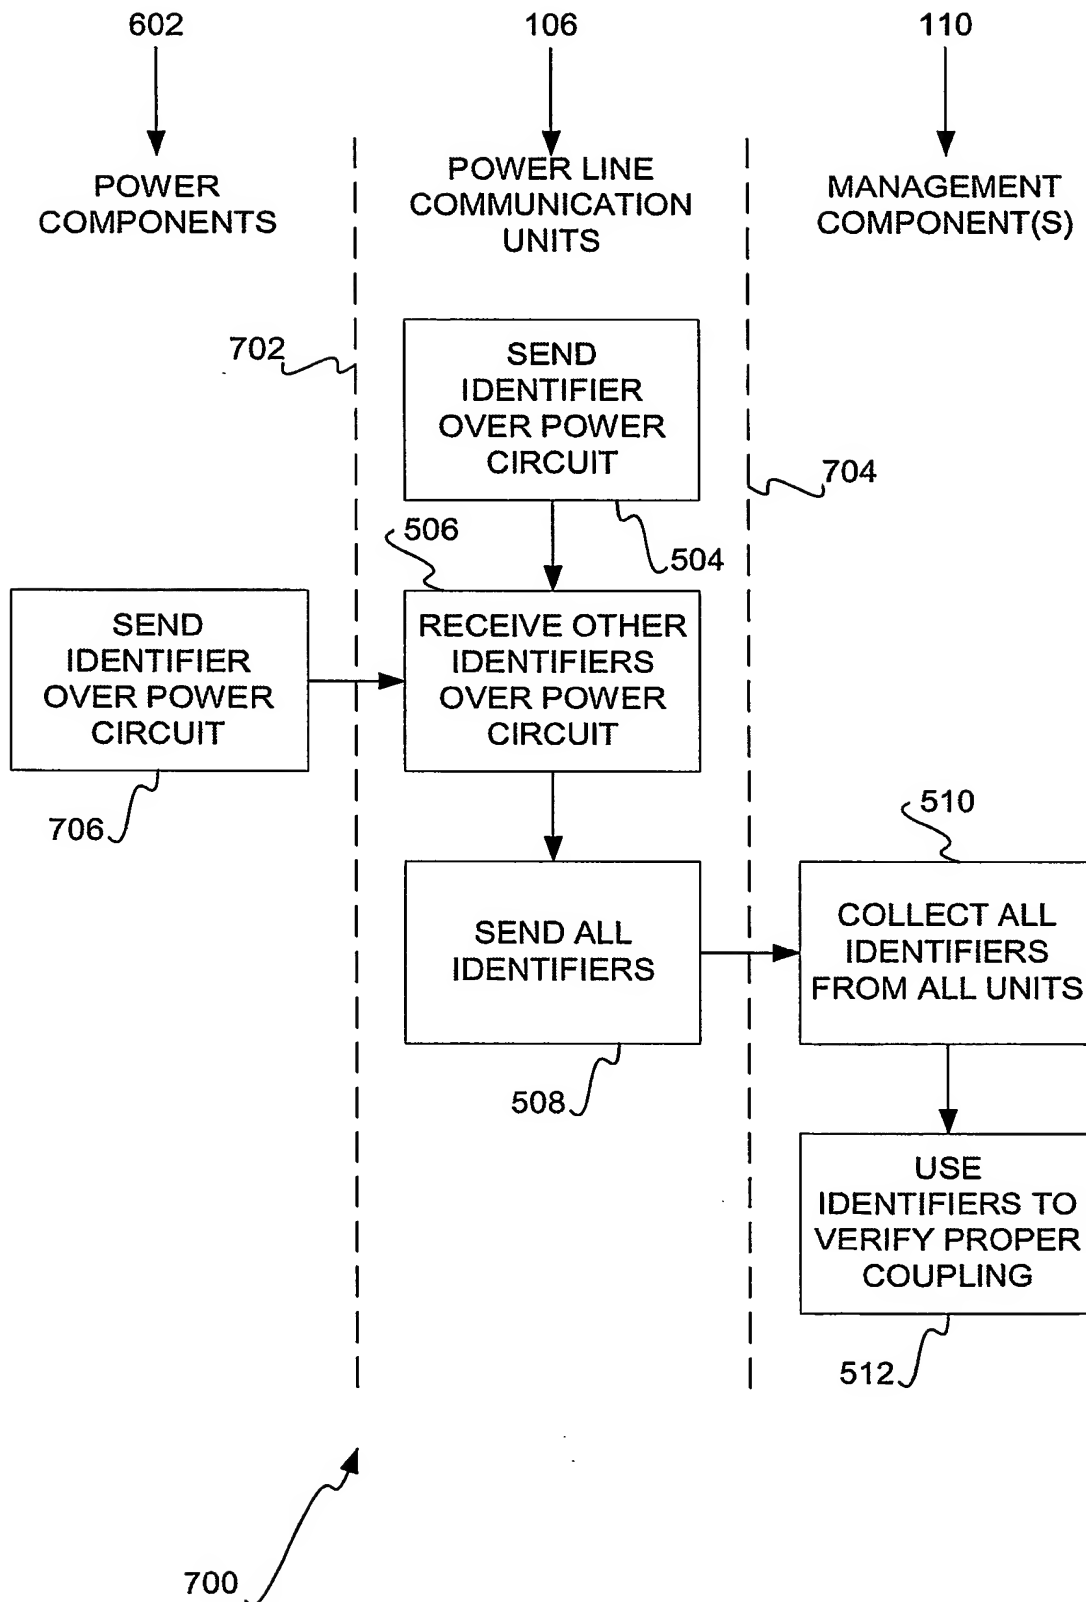 602
106
110
POWER
COMPONENTS
POWER LINE
COMMUNICATION
UNITS
MANAGEMENT
COMPONENT(S)
702
SEND
IDENTIFIER
OVER POWER
CIRCUIT
704
506
504
SEND
IDENTIFIER
OVER POWER
CIRCUIT
RECEIVE OTHER
IDENTIFIERS
OVER POWER
CIRCUIT
706
510
SEND ALL
IDENTIFIERS
COLLECT ALL
IDENTIFIERS
FROM ALL UNITS
508
USE
IDENTIFIERS TO
VERIFY PROPER
COUPLING
512
700